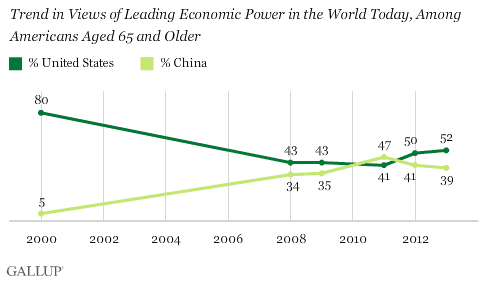 Trend in Views of Leading Economic Power in the World Today, Among
Americans Aged 65 and Older
% United States % China
80
43 43 47 50 52
34 35 41 41 39
5
2000 2002 2004 2006 2008 2010 2012
GALLUP®